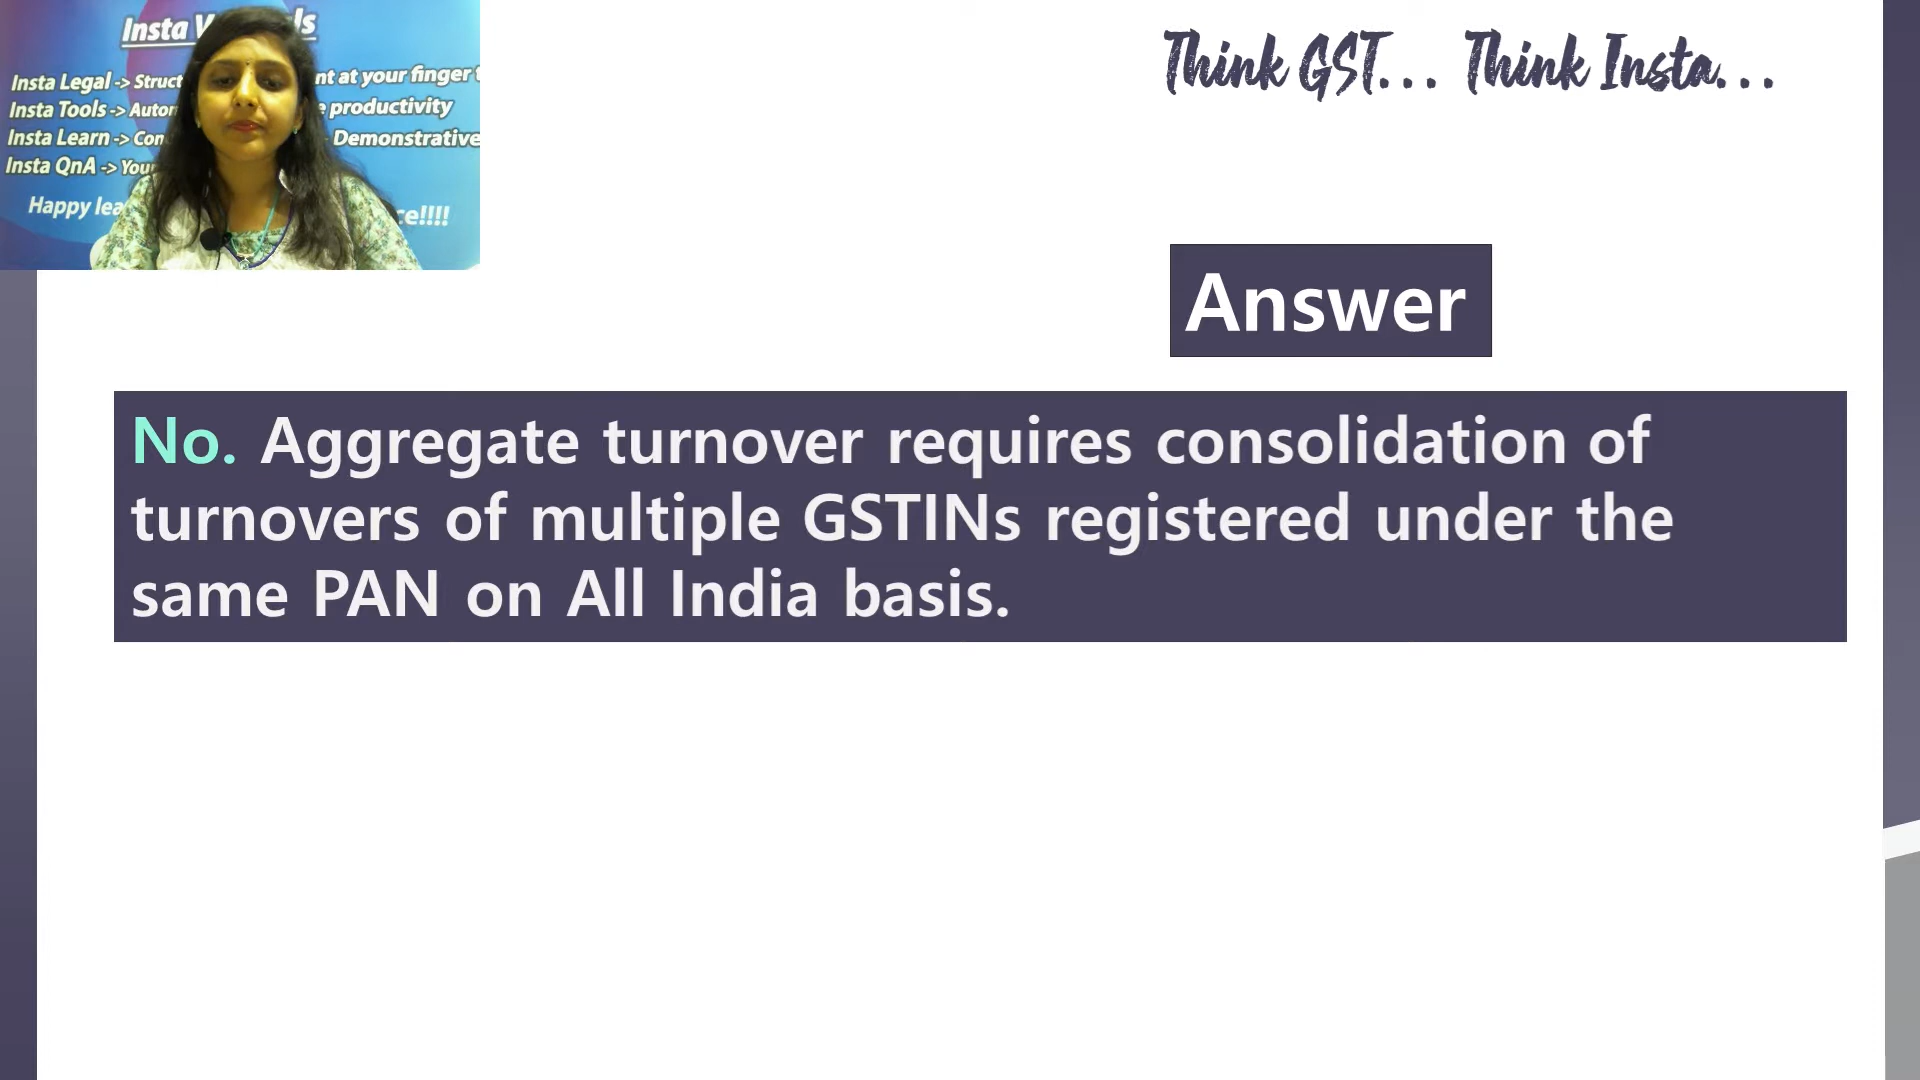 Insta
Insta Legal -> Struct nt at your finger
Insta Tools -> Auto productivity
Insta Learn -> Con Demonstrative
Insta QnA -> You
Happy ce!!!!
Think GST... Think Insta...
Answer
No. Aggregate turnover requires consolidation of
turnovers of multiple GSTINs registered under the
same PAN on All India basis.